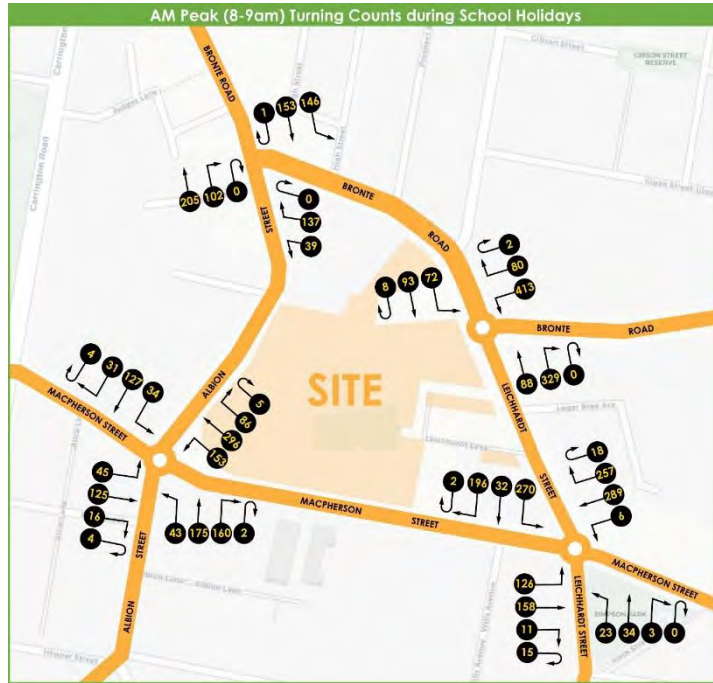 AM Peak (8-9am) Turning Counts during School Holidays
Carrington Road
BRONTE ROAD
Gibson Street
GIBSON STREET
RESERVE
1 153 146
205 102 0
0
137
39
STREET
BRONTE
ROAD
Carrington Road
2
80
413
8 93 72
BRONTE ROAD
88 329 0
4 31 127 34
MACPHERSON STREET
ALBION
SITE
5
86
296
153
LEICHHARDT
STREET
18
257
289
6
2 196 32 270
45
125
16
4
43 175 160 2
MACPHERSON STREET
MACPHERSON STREET
STREET
ALBION
126
158
11
15
LEICHHARDT STREET
SIMPSON PARK
23 34 3 0